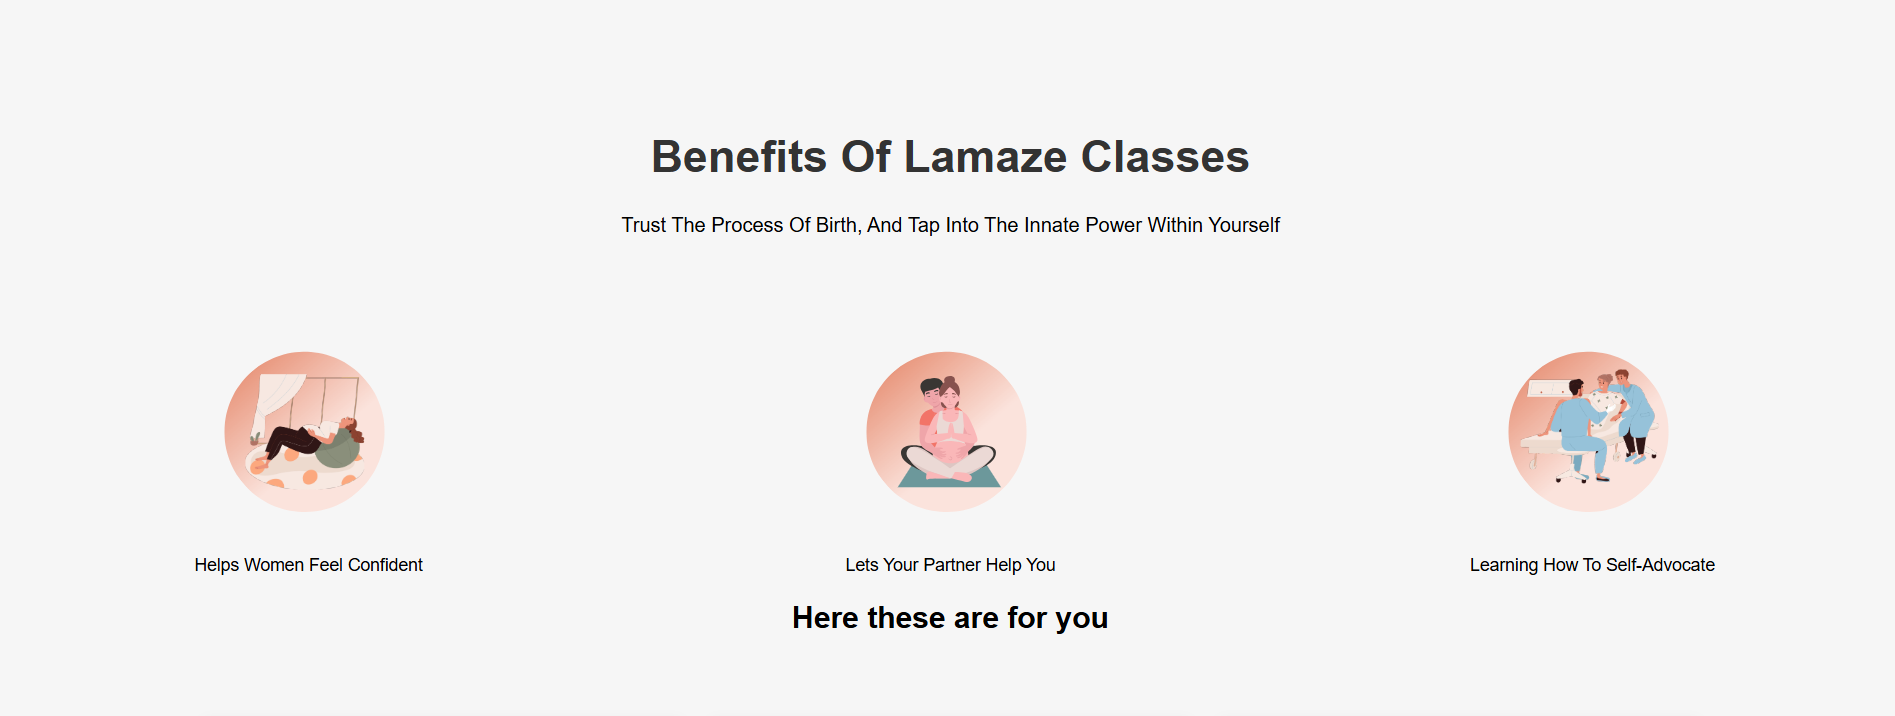 Benefits Of Lamaze Classes
Trust The Process Of Birth, And Tap Into The Innate Power Within Yourself
Helps Women Feel Confident
Lets Your Partner Help You
Learning How To Self-Advocate
Here these are for you